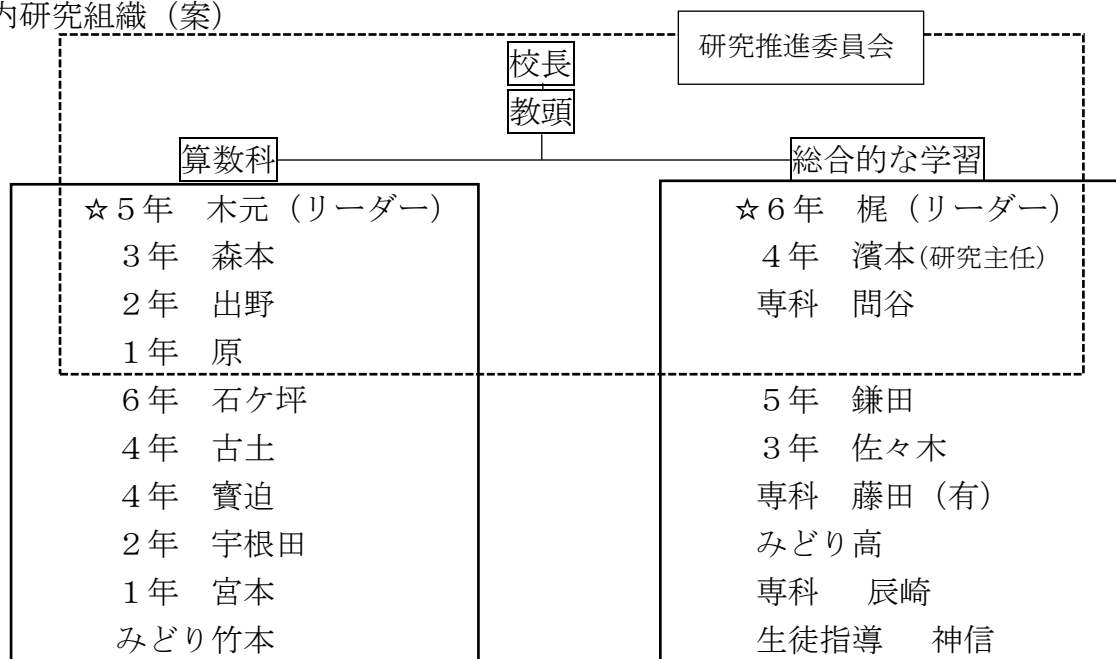 内研究組織（案）
研究推進委員会
校長
教頭
算数科
☆５年　木元（リーダー）
３年　森本
２年　出野
１年　原
６年　石ケ坪
４年　古土
４年　寳迫
２年　宇根田
１年　宮本
みどり竹本
総合的な学習
☆６年　梶（リーダー）
４年　濱本(研究主任)
専科　問谷
５年　鎌田
３年　佐々木
専科　藤田（有）
みどり高
専科　辰崎
生徒指導　神信